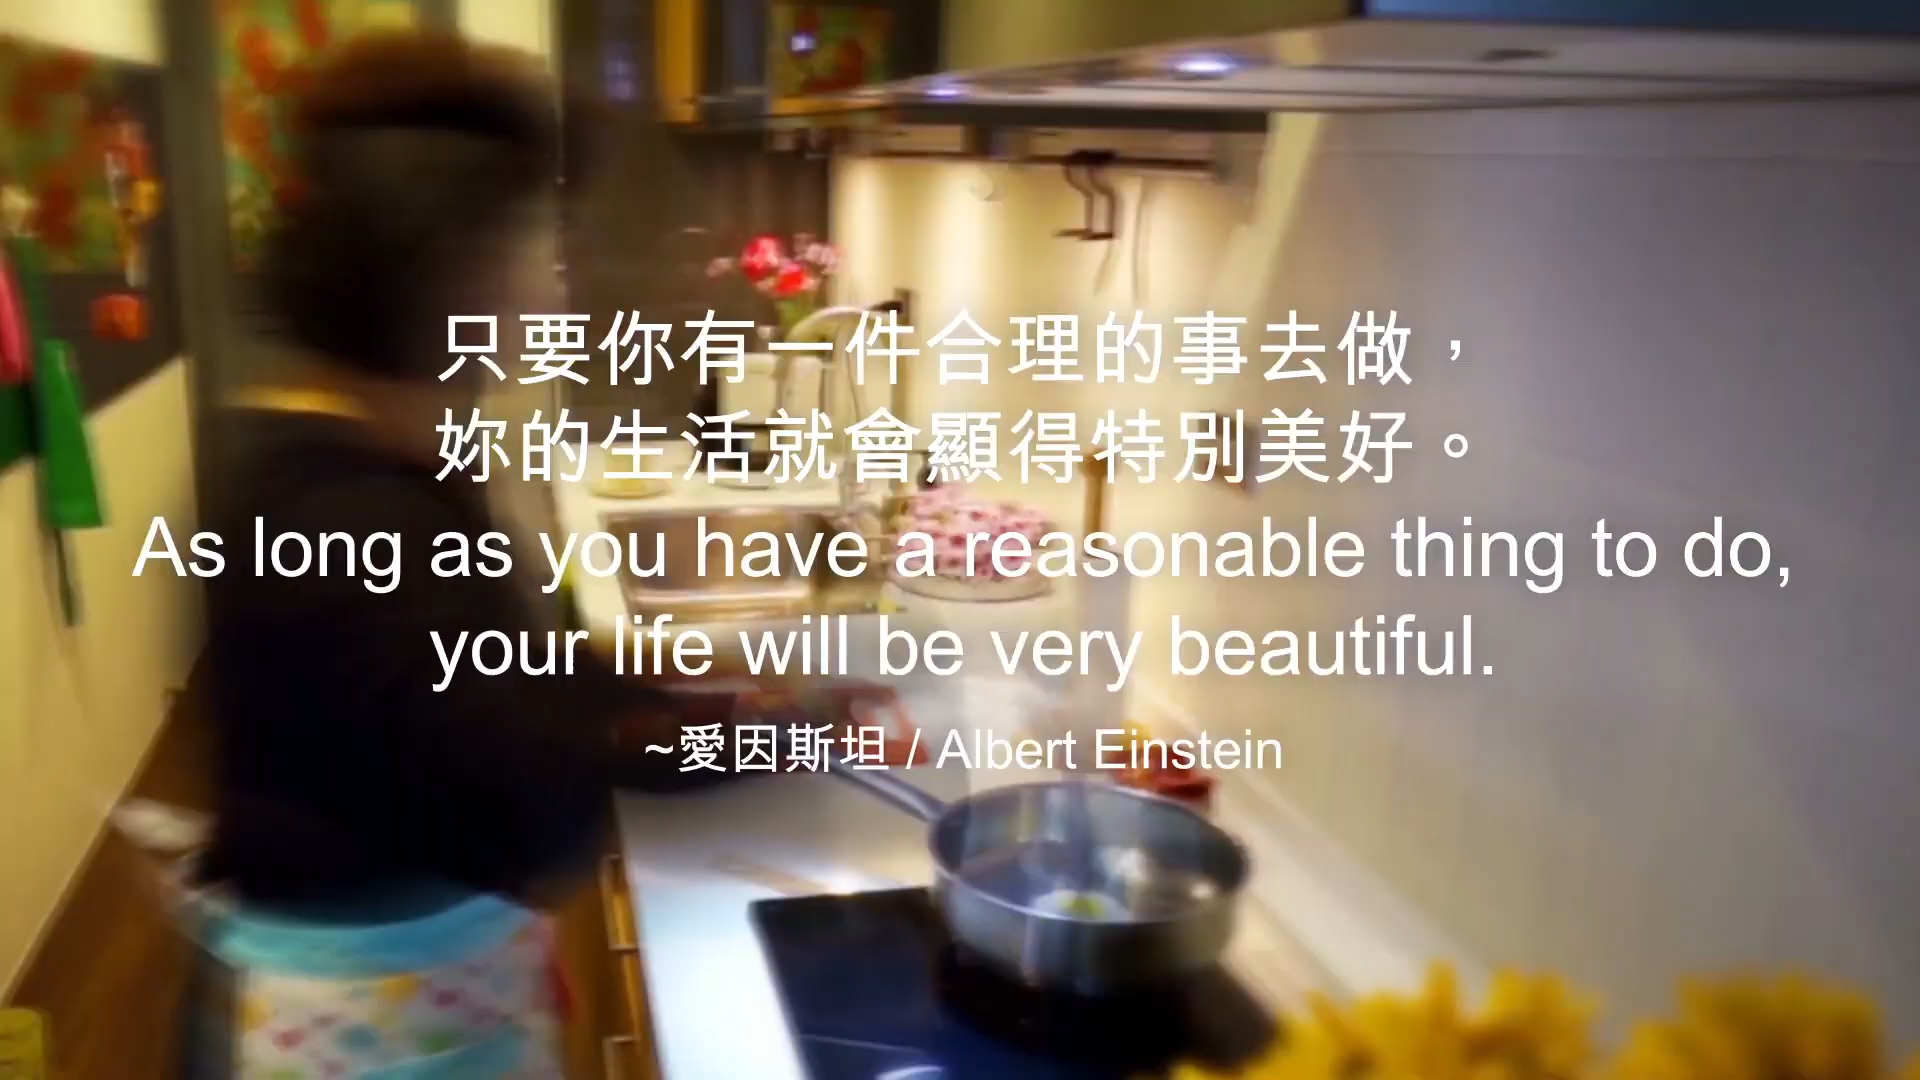 只要你有一件合理的事去做，
妳的生活就會顯得特別美好。
As long as you have a reasonable thing to do,
your life will be very beautiful.
~愛因斯坦 / Albert Einstein